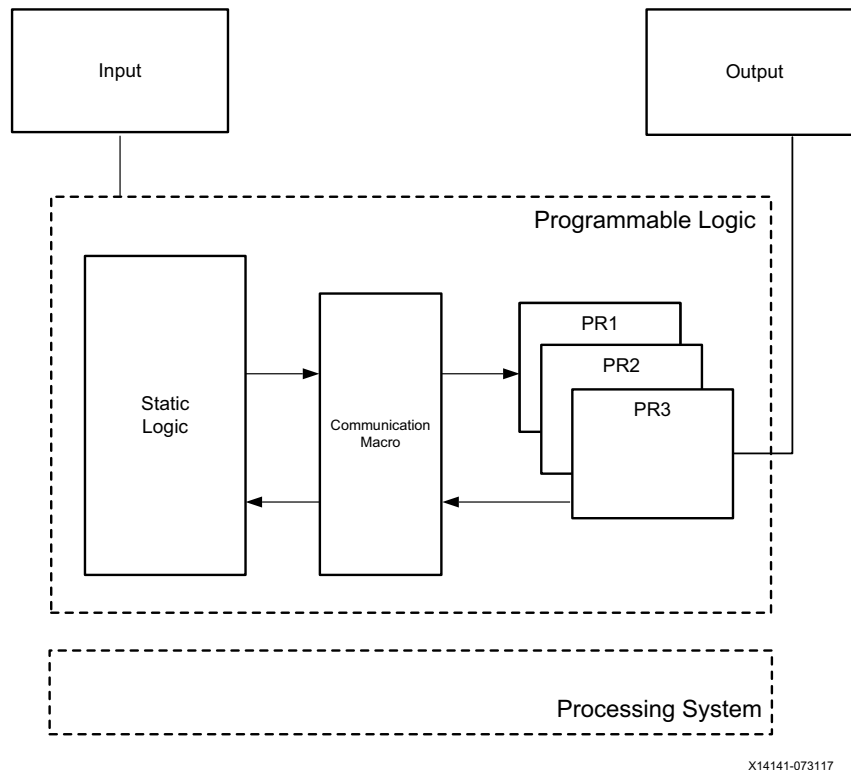 Input
Output
Programmable Logic
PR1
PR2
PR3
Static
Logic
Communication
Macro
Processing System
X14141-073117